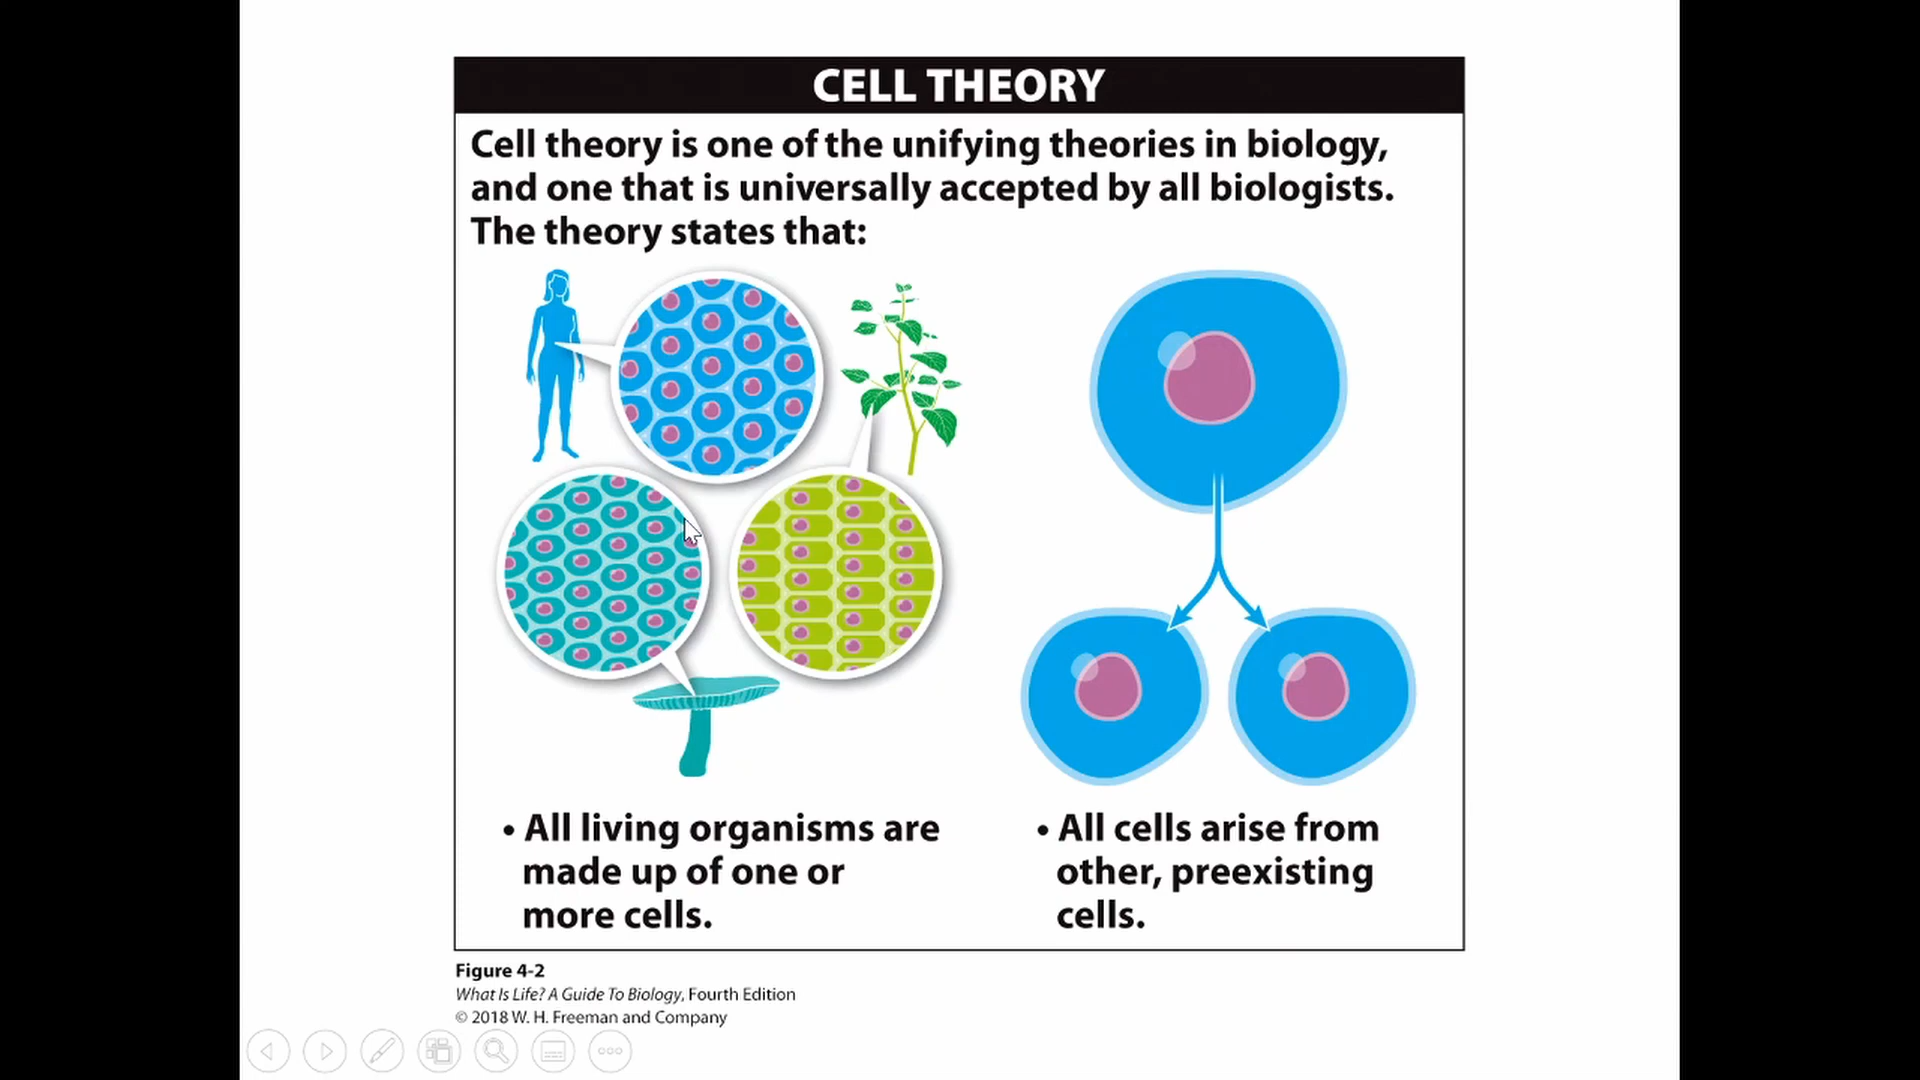 CELL THEORY
Cell theory is one of the unifying theories in biology,
and one that is universally accepted by all biologists.
The theory states that:
• All living organisms are
made up of one or
more cells.
• All cells arise from
other, preexisting
cells.
Figure 4-2
What Is Life? A Guide To Biology, Fourth Edition
© 2018 W. H. Freeman and Company